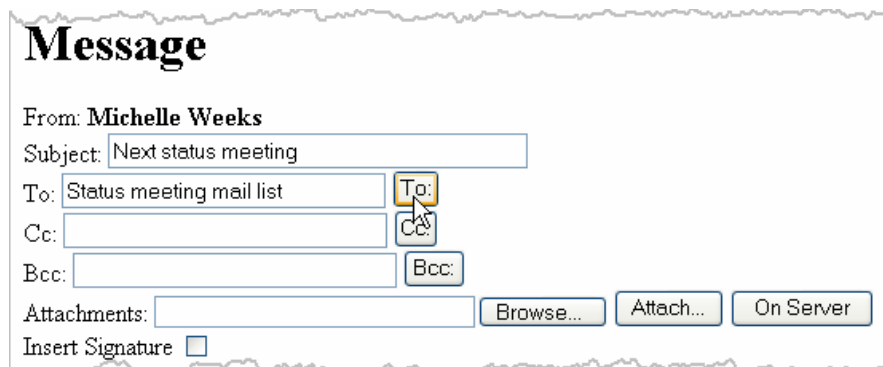 Message
From: Michelle Weeks
Subject: Next status meeting
To: Status meeting mail list To:
Cc: Cc:
Bcc: Bcc:
Attachments: Browse... Attach... On Server
Insert Signature